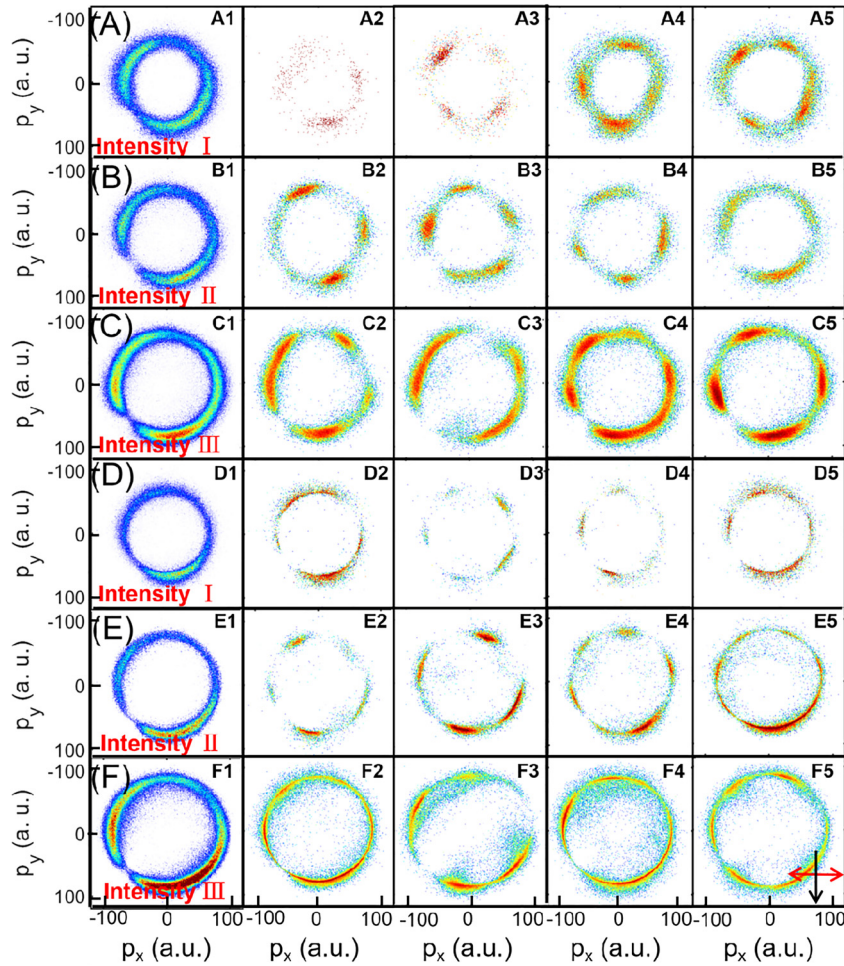 (A) A1 A2 A3 A4 A5
-100
0
100
p_y (a. u.)
Intensity I
(B) B1 B2 B3 B4 B5
-100
0
100
p_y (a. u.)
Intensity II
(C) C1 C2 C3 C4 C5
-100
0
100
p_y (a. u.)
Intensity III
(D) D1 D2 D3 D4 D5
-100
0
100
p_y (a. u.)
Intensity I
(E) E1 E2 E3 E4 E5
-100
0
100
p_y (a. u.)
Intensity II
(F) F1 F2 F3 F4 F5
-100
0
100
p_y (a. u.)
Intensity III
-100 0 100 -100 0 100 -100 0 100 -100 0 100 -100 0 100
p_x (a.u.) p_x (a.u.) p_x (a.u.) p_x (a.u.) p_x (a.u.)